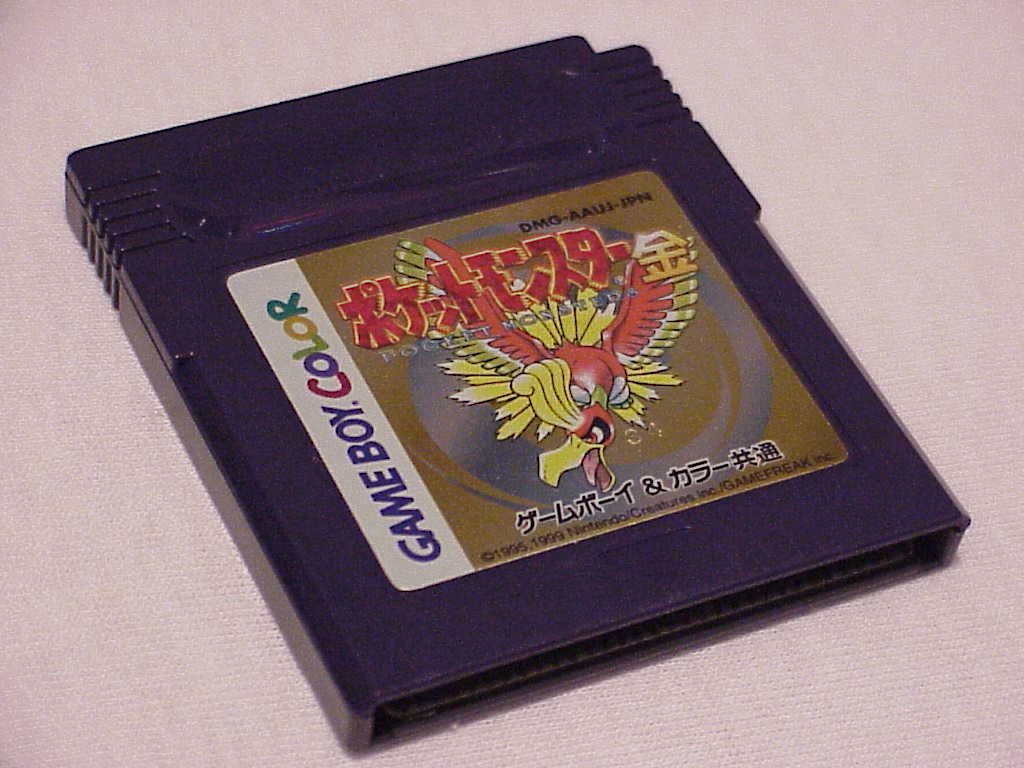 DMG-AAUJ-JPN
ポケットモンスター 金
POCKET MONSTERS
GAME BOY COLOR
ゲームボーイ & カラー共通
©1995,1999 Nintendo/Creatures inc./GAMEFREAK inc.